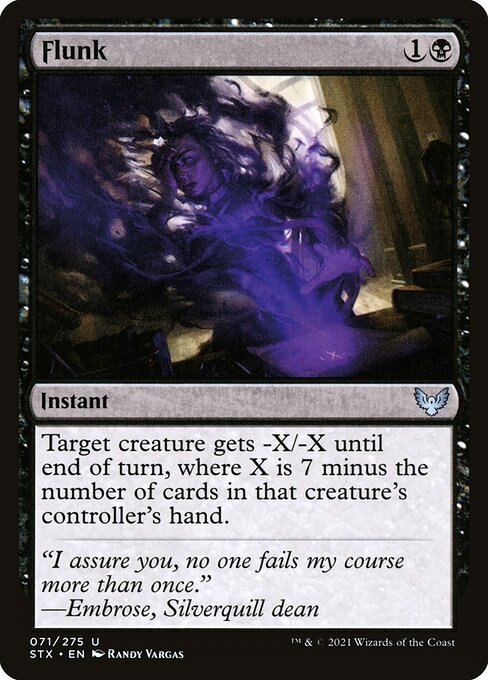 Flunk 1
Instant
Target creature gets -X/-X until
end of turn, where X is 7 minus the
number of cards in that creature's
controller's hand.
“I assure you, no one fails my course
more than once.”
—Embrose, Silverquill dean
071/275 U
STX • EN Randy Vargas
™ & © 2021 Wizards of the Coast